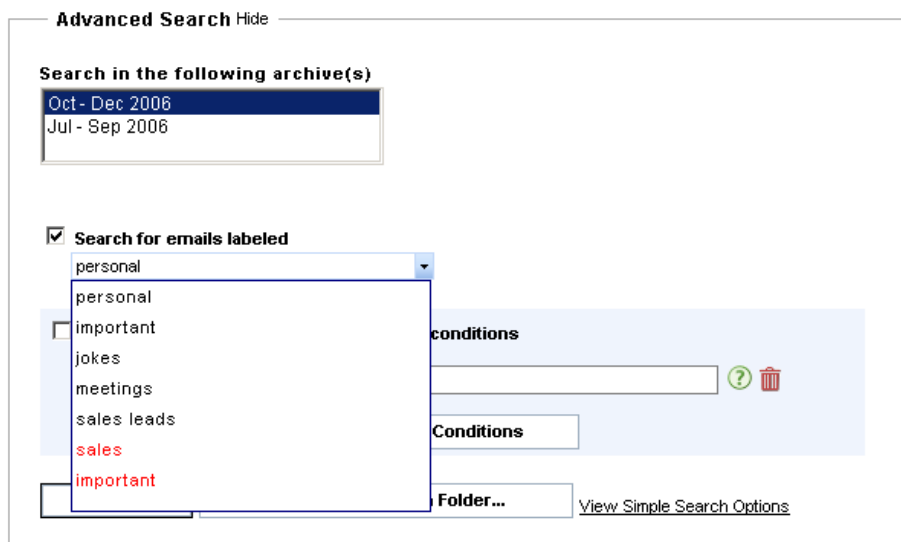 Advanced Search Hide
Search in the following archive(s)
Oct - Dec 2006
Jul - Sep 2006
Search for emails labeled
personal
personal
important
conditions
jokes
meetings
sales leads
Conditions
sales
important
Folder...
View Simple Search Options